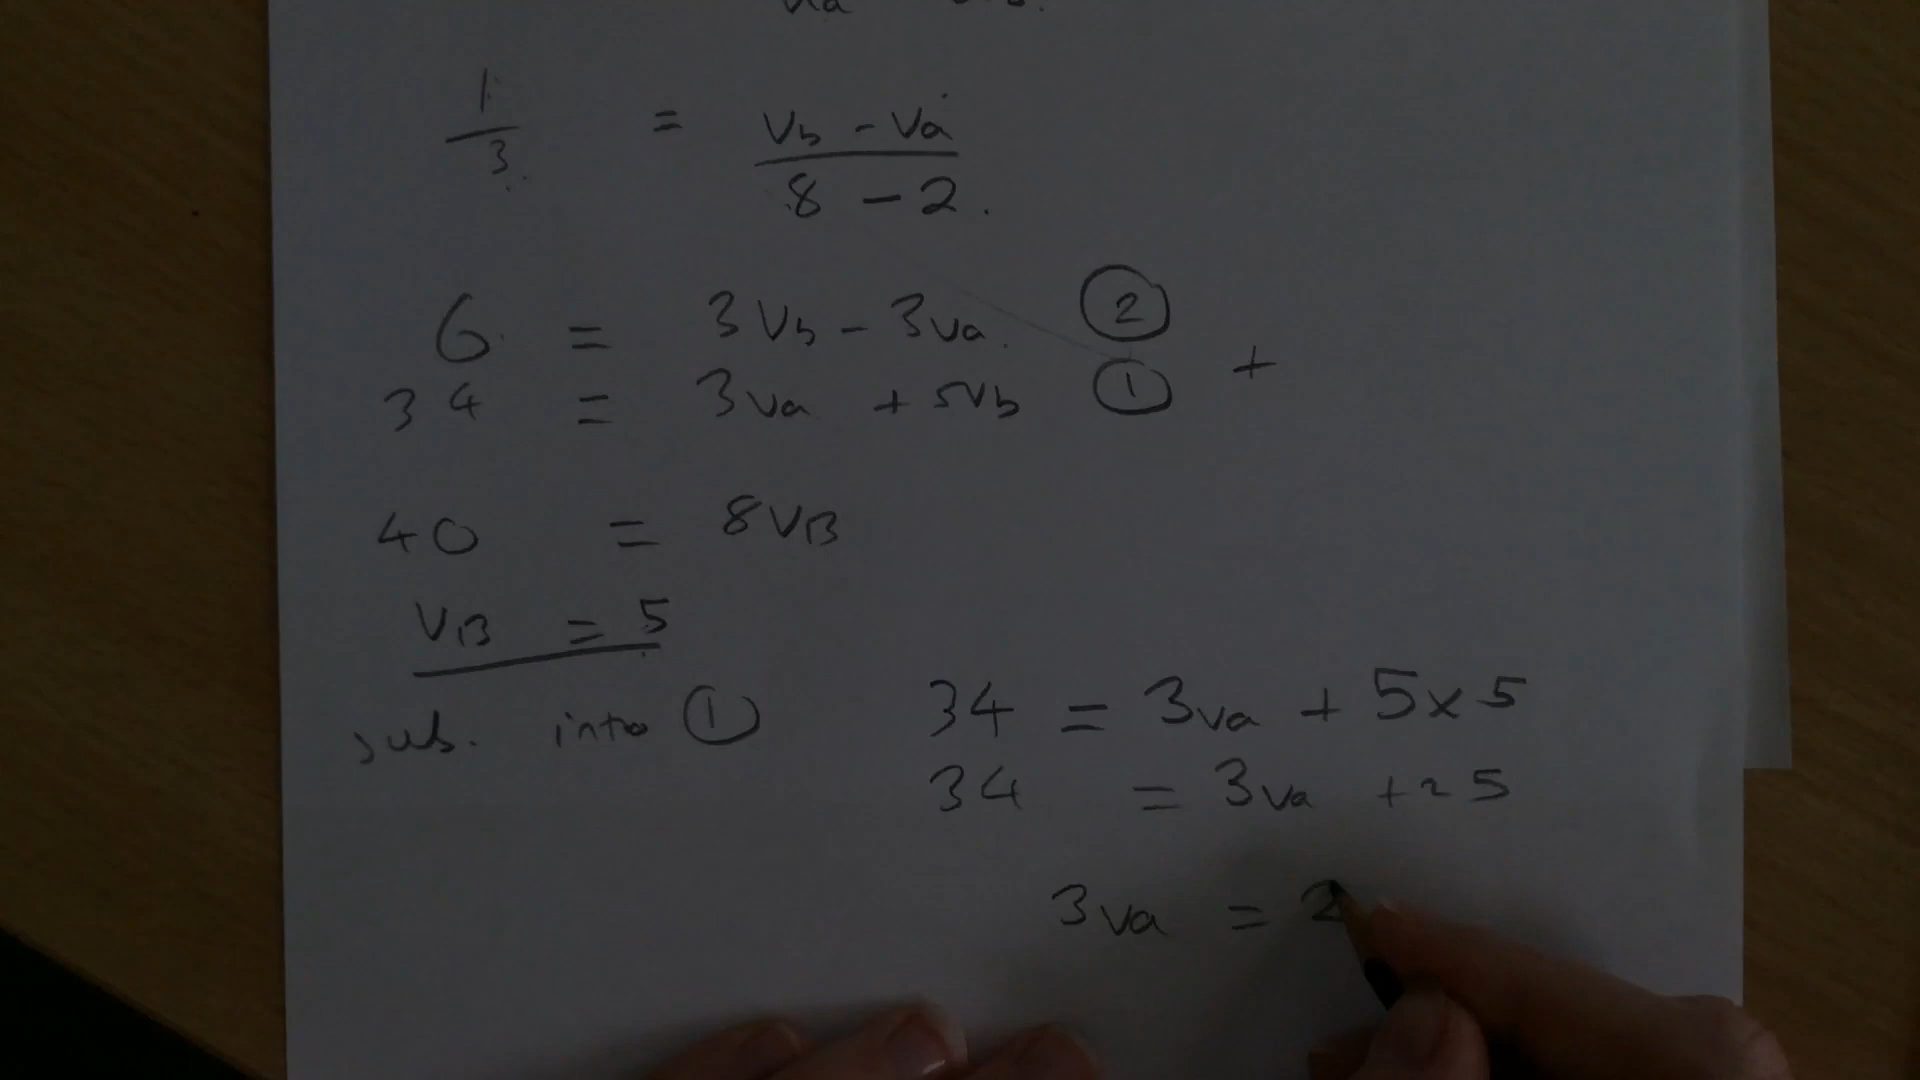 1/3 = Vb - Va / 8 - 2.
6 = 3Vb - 3Va. ②
34 = 3Va + 5Vb ① +
40 = 8VB
VB = 5
sub. into ①
34 = 3Va + 5x5
34 = 3Va + 25
3Va =